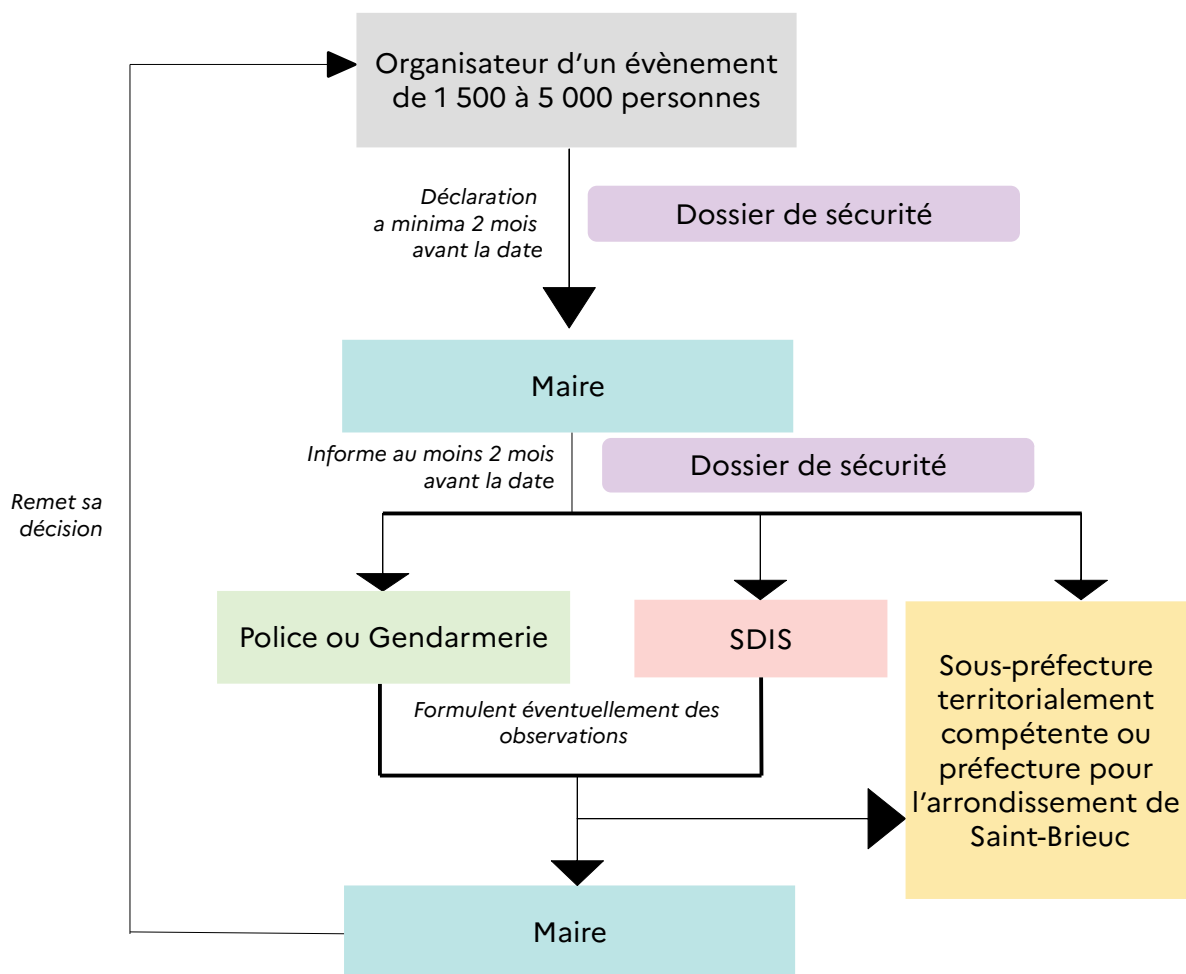 Organisateur d’un évènement
de 1 500 à 5 000 personnes
Déclaration
a minima 2 mois
avant la date
Dossier de sécurité
Maire
Informe au moins 2 mois
avant la date
Dossier de sécurité
Remet sa
décision
Police ou Gendarmerie
SDIS
Sous-préfecture
territorialement
compétente ou
préfecture pour
l’arrondissement de
Saint-Brieuc
Formulent éventuellement des
observations
Maire